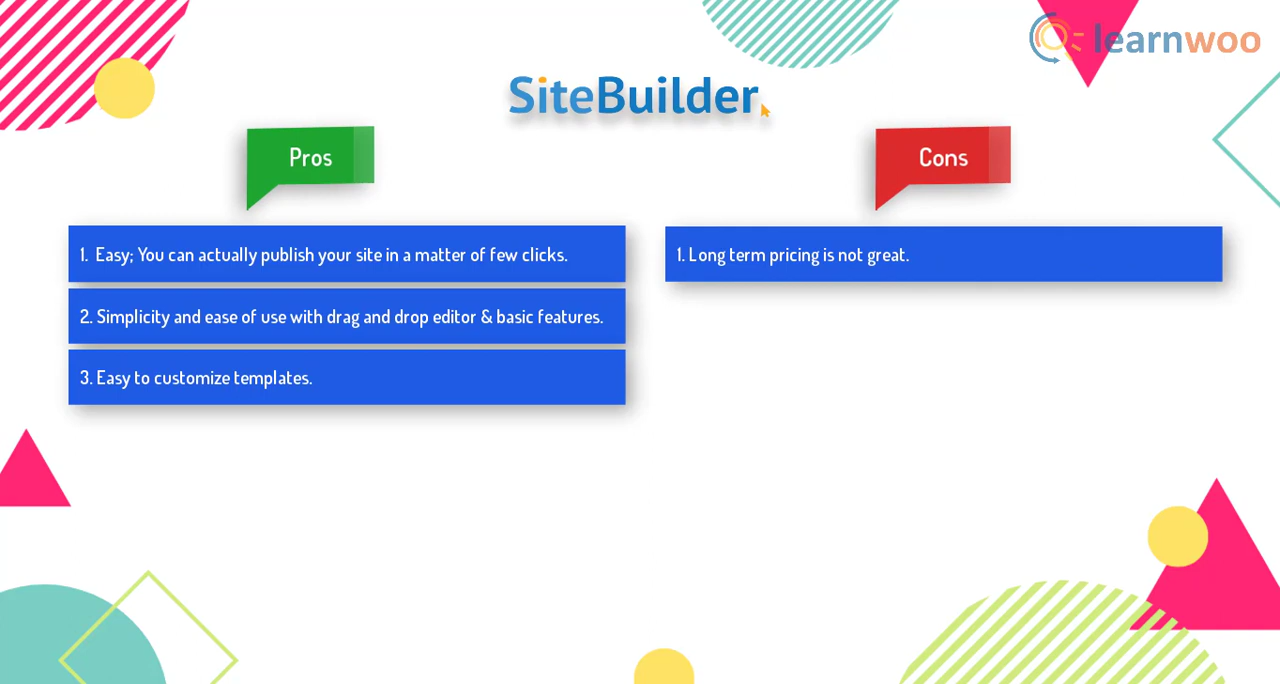 learnwoo
SiteBuilder
Pros
1. Easy; You can actually publish your site in a matter of few clicks.
2. Simplicity and ease of use with drag and drop editor & basic features.
3. Easy to customize templates.
Cons
1. Long term pricing is not great.